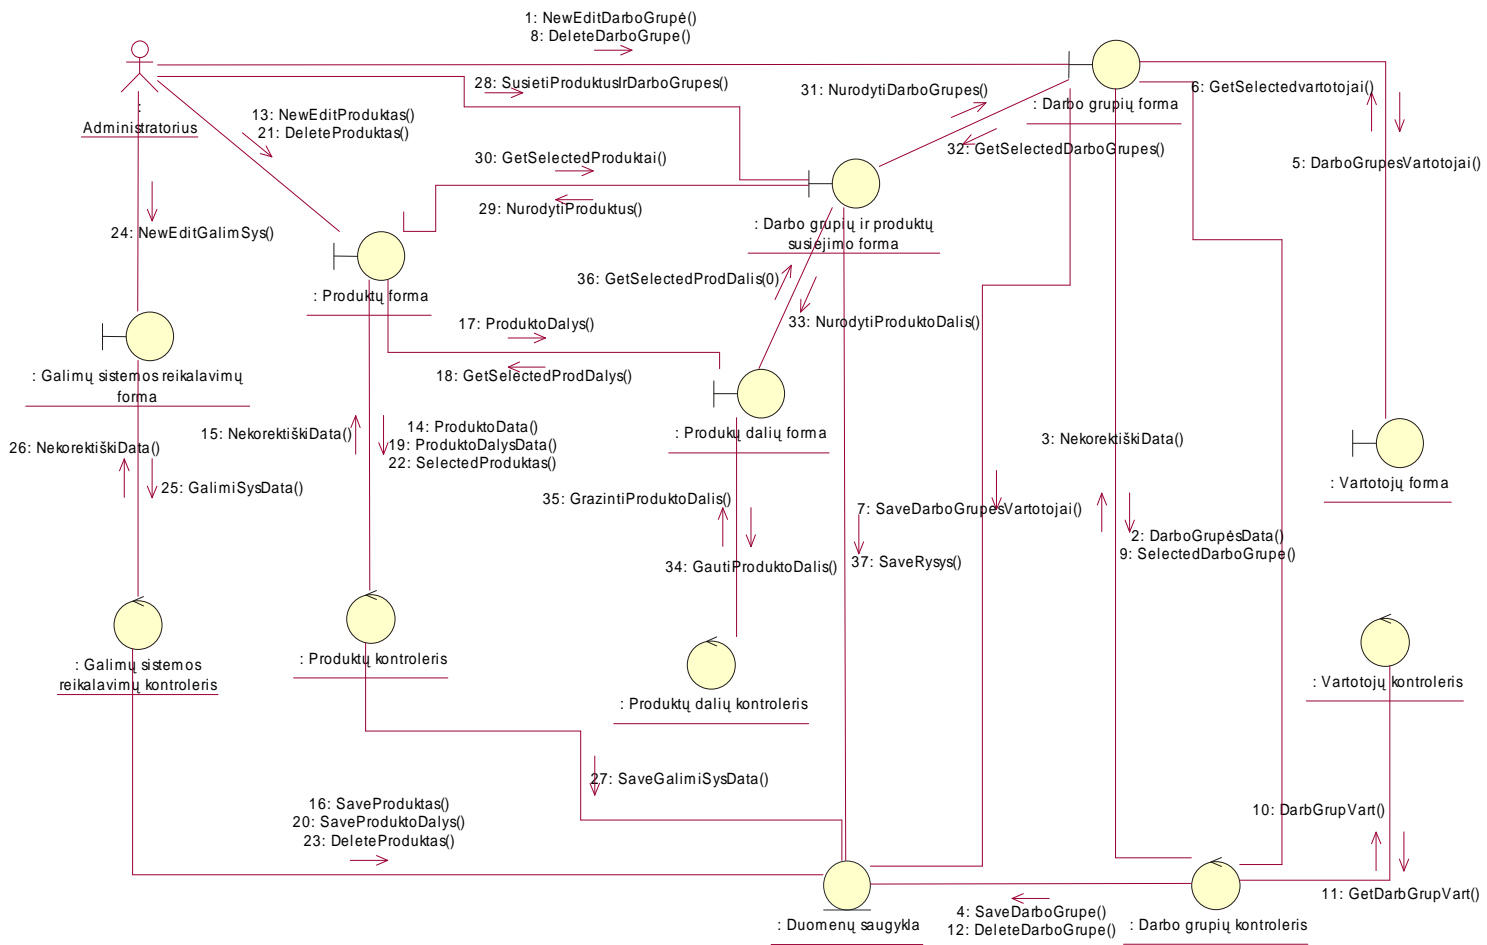 1: NewEditDarboGrupė()
8: DeleteDarboGrupe()
:
Administratorius
28: SusietiProduktusIrDarboGrupes()
31: NurodytiDarboGrupes()
: Darbo grupių forma
6: GetSelectedvartotojai()
13: NewEditProduktas()
21: DeleteProduktas()
32: GetSelectedDarboGrupes()
5: DarboGrupesVartotojai()
30: GetSelectedProduktai()
29: NurodytiProduktus()
: Darbo grupių ir produktų
susiejimo forma
24: NewEditGalimSys()
36: GetSelectedProdDalis(0)
: Produktų forma
17: ProduktoDalys()
33: NurodytiProduktoDalis()
18: GetSelectedProdDalys()
: Galimų sistemos reikalavimų
forma
: Produkų dalių forma
14: ProduktoData()
19: ProduktoDalysData()
22: SelectedProduktas()
15: NekorektiškiData()
3: NekorektiškiData()
26: NekorektiškiData()
25: GalimiSysData()
: Vartotojų forma
35: GrazintiProduktoDalis()
7: SaveDarboGrupesVartotojai()
2: DarboGrupėsData()
9: SelectedDarboGrupe()
34: GautiProduktoDalis()
37: SaveRysys()
: Galimų sistemos
reikalavimų kontroleris
: Produktų kontroleris
: Produktų dalių kontroleris
: Vartotojų kontroleris
27: SaveGalimiSysData()
16: SaveProduktas()
20: SaveProduktoDalys()
23: DeleteProduktas()
10: DarbGrupVart()
11: GetDarbGrupVart()
4: SaveDarboGrupe()
12: DeleteDarboGrupe()
: Duomenų saugykla
: Darbo grupių kontroleris